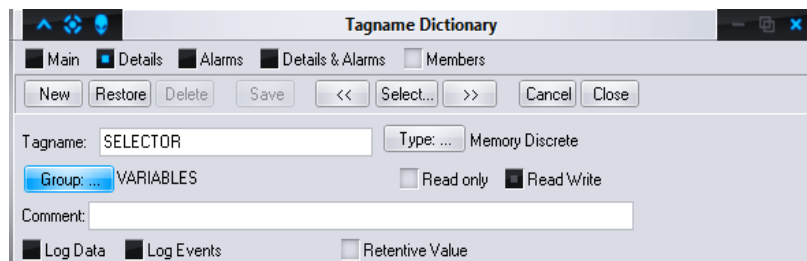 Tagname Dictionary
Main Details Alarms Details & Alarms Members
New Restore Delete Save << Select... >> Cancel Close
Tagname: SELECTOR Type: ... Memory Discrete
Group: ... VARIABLES Read only Read Write
Comment:
Log Data Log Events Retentive Value